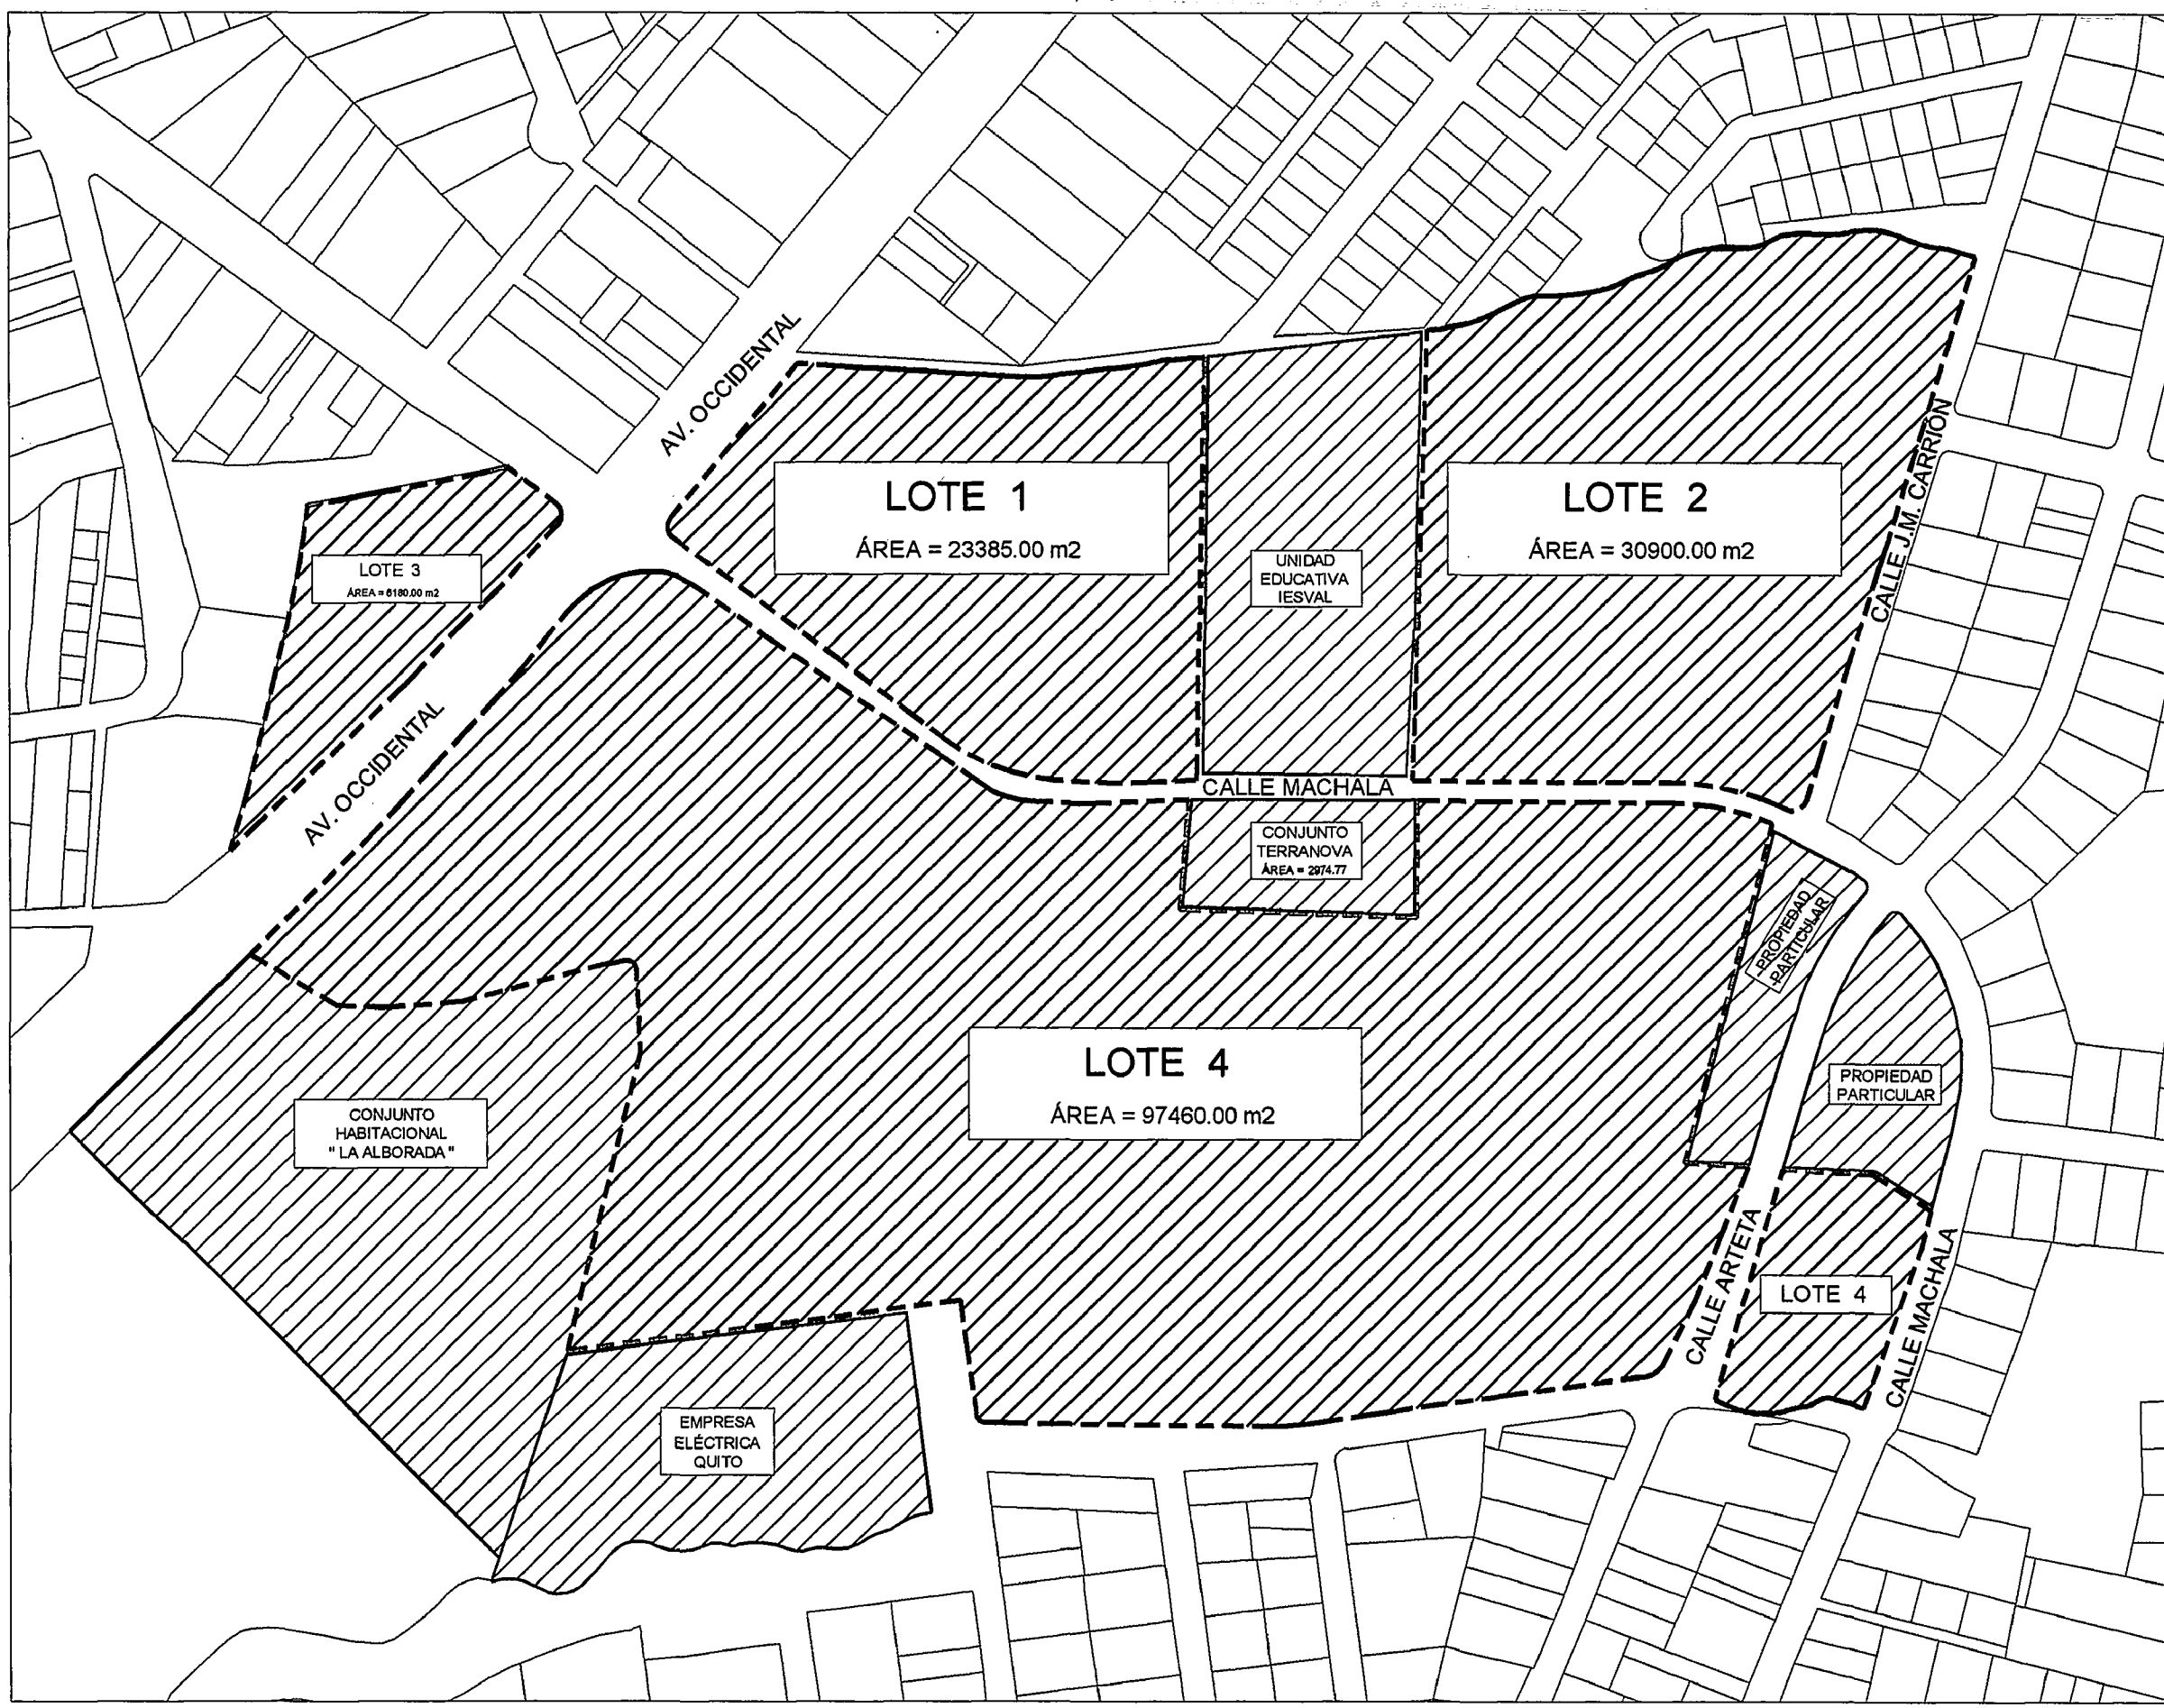 AV. OCCIDENTAL
LOTE 1
ÁREA = 23385.00 m2
LOTE 2
ÁREA = 30900.00 m2
CALLE J.M. CARRIÓN
UNIDAD
EDUCATIVA
IESVAL
LOTE 3
ÁREA = 6180.00 m2
AV. OCCIDENTAL
CALLE MACHALA
CONJUNTO
TERRANOVA
ÁREA = 2974.77
PROPIEDAD
PARTICULAR
LOTE 4
ÁREA = 97460.00 m2
PROPIEDAD
PARTICULAR
CONJUNTO
HABITACIONAL
" LA ALBORADA "
CALLE ARTETA
LOTE 4
CALLE MACHALA
EMPRESA
ELÉCTRICA
QUITO